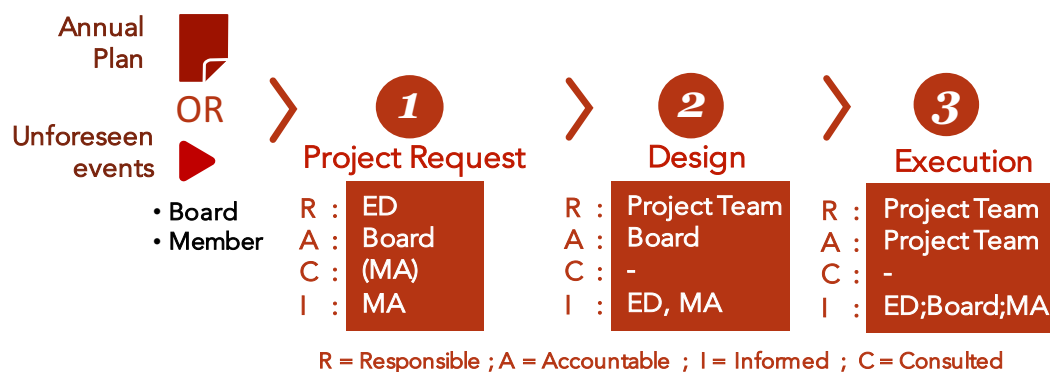 Annual
Plan
OR
Unforeseen
events
• Board
• Member
1
Project Request
R : ED
A : Board
C : (MA)
I : MA
2
Design
R : Project Team
A : Board
C : -
I : ED, MA
3
Execution
R : Project Team
A : Project Team
C : -
I : ED;Board;MA
R = Responsible ; A = Accountable ; I = Informed ; C = Consulted